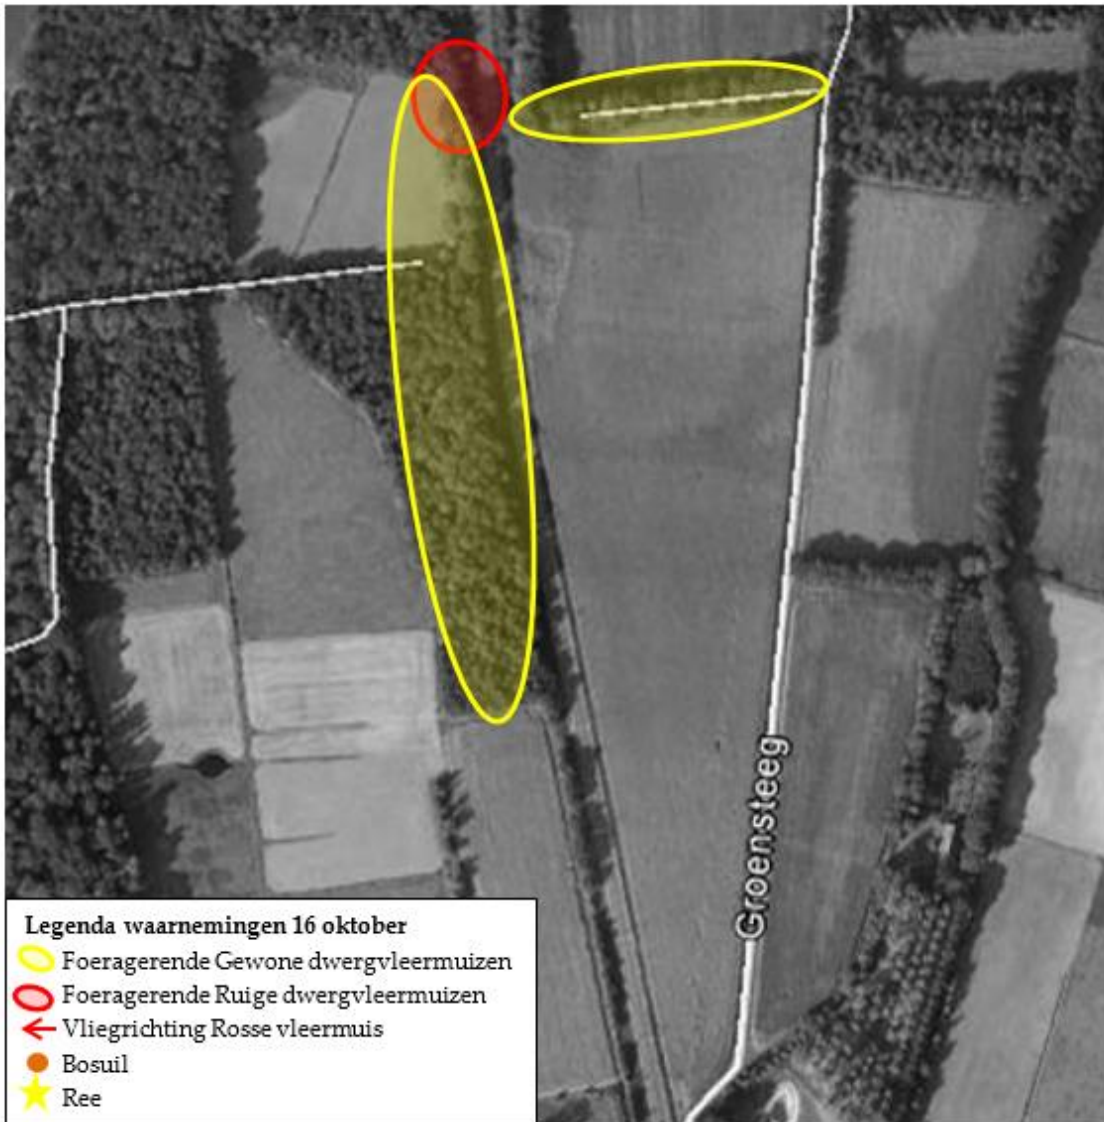 Groensteeg
Legenda waarnemingen 16 oktober
Foeragerende Gewone dwergvleermuizen
Foeragerende Ruige dwergvleermuizen
Vliegrichting Rosse vleermuis
Bosuil
Ree